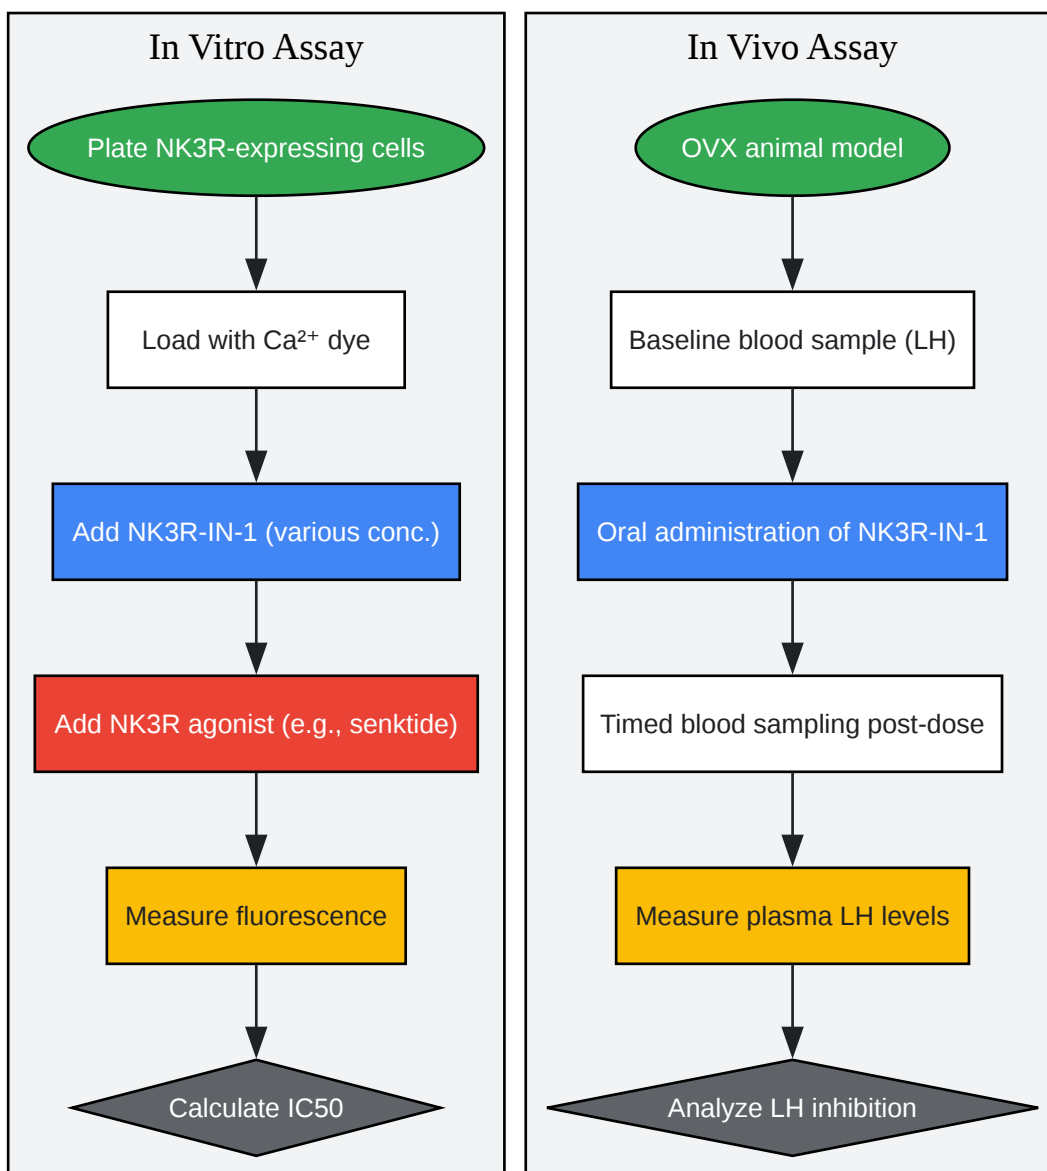 In Vitro Assay
Plate NK3R-expressing cells
Load with Ca²⁺ dye
Add NK3R-IN-1 (various conc.)
Add NK3R agonist (e.g., senktide)
Measure fluorescence
Calculate IC50
In Vivo Assay
OVX animal model
Baseline blood sample (LH)
Oral administration of NK3R-IN-1
Timed blood sampling post-dose
Measure plasma LH levels
Analyze LH inhibition